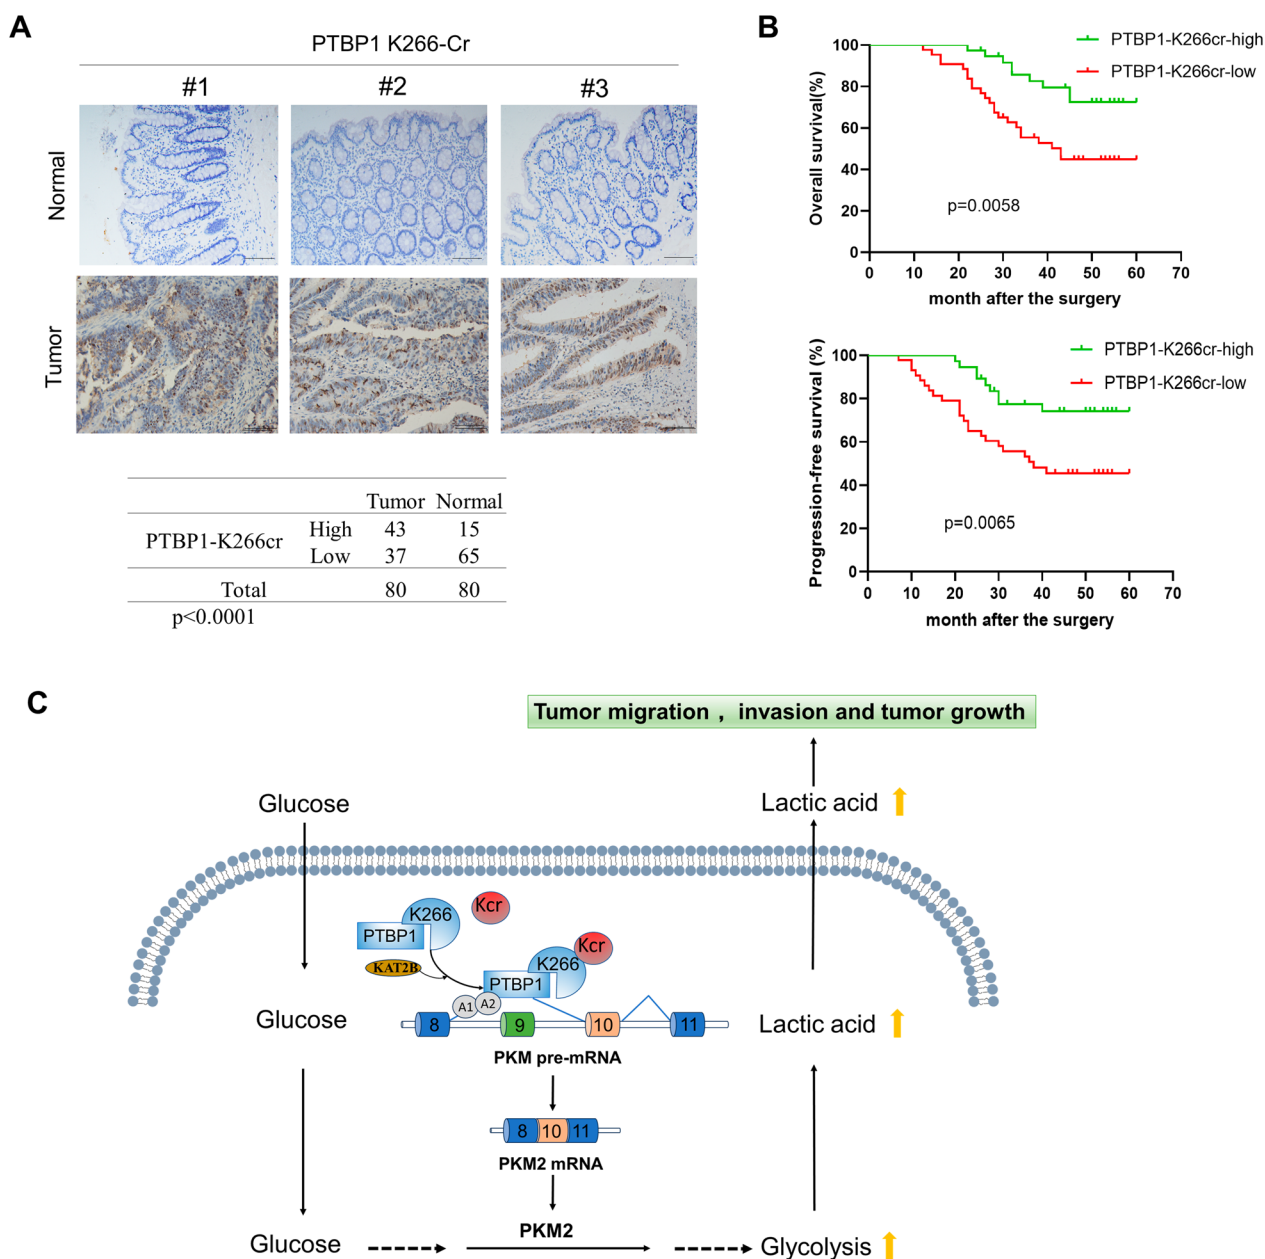 A
PTBP1 K266-Cr
#1 #2 #3
Normal
Tumor
Tumor Normal
PTBP1-K266cr High 43 15
Low 37 65
Total 80 80
p<0.0001
B
PTBP1-K266cr-high
PTBP1-K266cr-low
Overall survival(%)
100
80
60
40
20
0
p=0.0058
0 10 20 30 40 50 60 70
month after the surgery
PTBP1-K266cr-high
PTBP1-K266cr-low
Progression-free survival (%)
100
80
60
40
20
0
p=0.0065
0 10 20 30 40 50 60 70
month after the surgery
C
Tumor migration , invasion and tumor growth
Glucose
Lactic acid
K266
Kcr
PTBP1
KAT2B
K266
Kcr
PTBP1
A1 A2
Glucose
8 9 10 11
Lactic acid
PKM pre-mRNA
8 10 11
PKM2 mRNA
PKM2
Glucose
Glycolysis